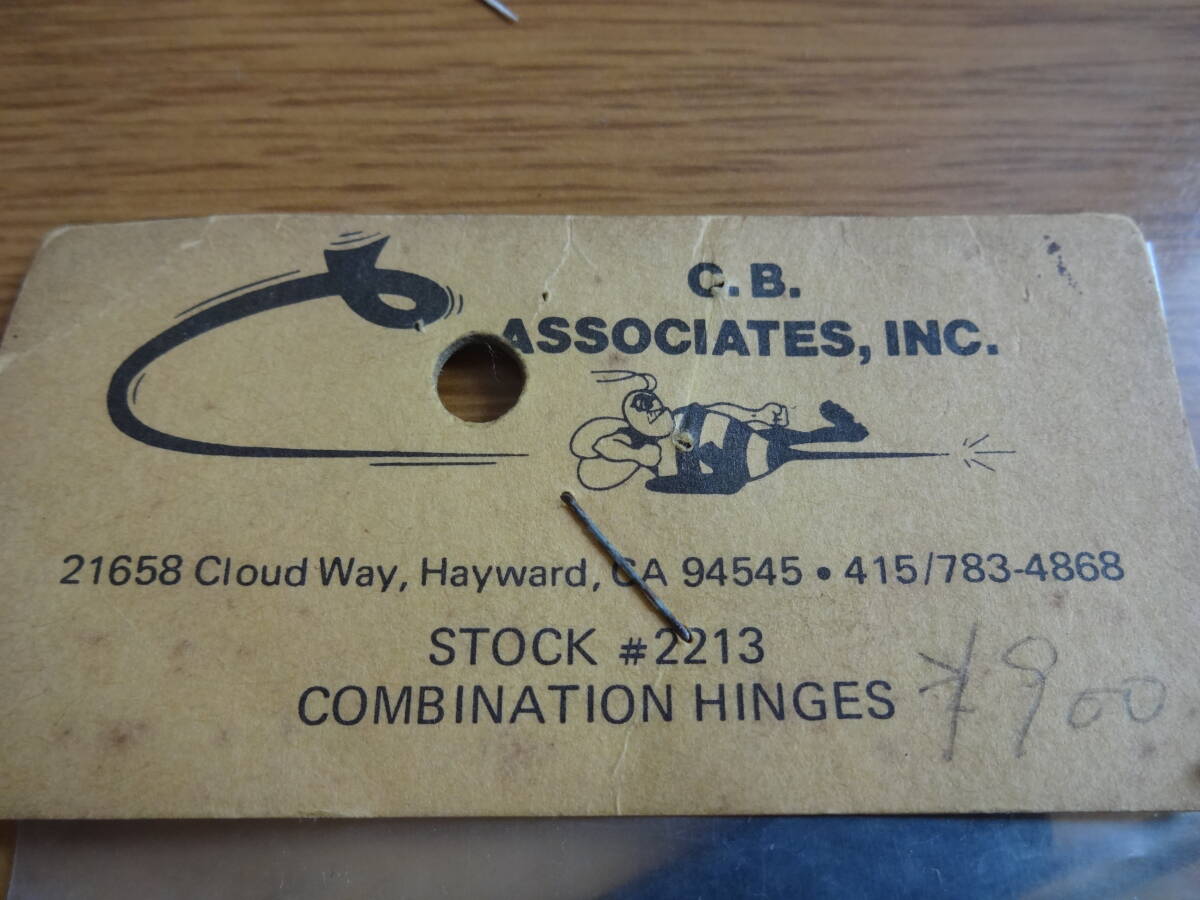 C.B.
ASSOCIATES, INC.
21658 Cloud Way, Hayward, CA 94545 • 415/783-4868
STOCK #2213
COMBINATION HINGES
¥900